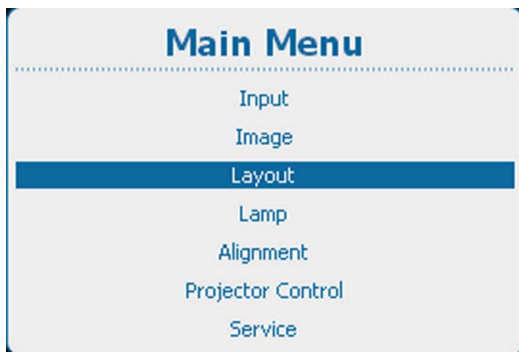 Main Menu
Input
Image
Layout
Lamp
Alignment
Projector Control
Service